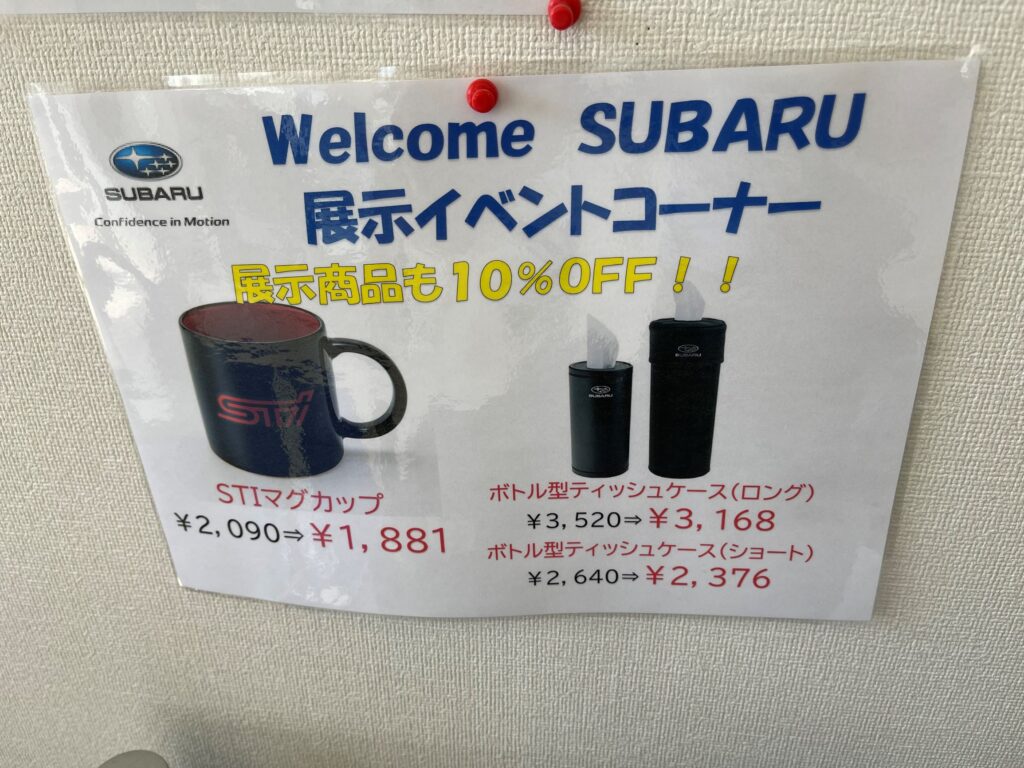 SUBARU
Confidence in Motion
Welcome SUBARU
展示イベントコーナー
展示商品も10%OFF！！
STI
SUBARU
SUBARU
STIマグカップ
￥2,090⇒￥1,881
ボトル型ティッシュケース(ロング)
￥3,520⇒￥3,168
ボトル型ティッシュケース(ショート)
￥2,640⇒￥2,376